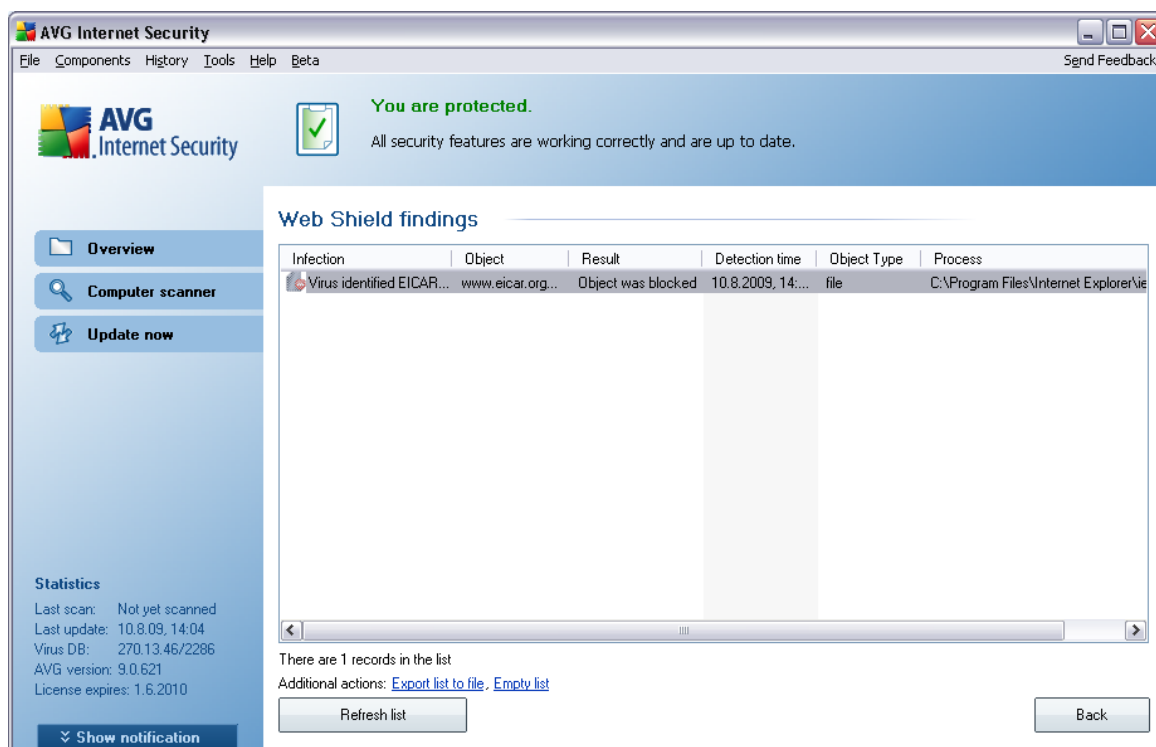 AVG Internet Security
File Components History Tools Help Beta Send Feedback
AVG
Internet Security
You are protected.
All security features are working correctly and are up to date.
Overview
Computer scanner
Update now
Web Shield findings
Infection Object Result Detection time Object Type Process
Virus identified EICAR... www.eicar.org... Object was blocked 10.8.2009, 14:... file C:\Program Files\Internet Explorer\ie
Statistics
Last scan: Not yet scanned
Last update: 10.8.09, 14:04
Virus DB: 270.13.46/2286
AVG version: 9.0.621
License expires: 1.6.2010
Show notification
There are 1 records in the list
Additional actions: Export list to file, Empty list
Refresh list
Back